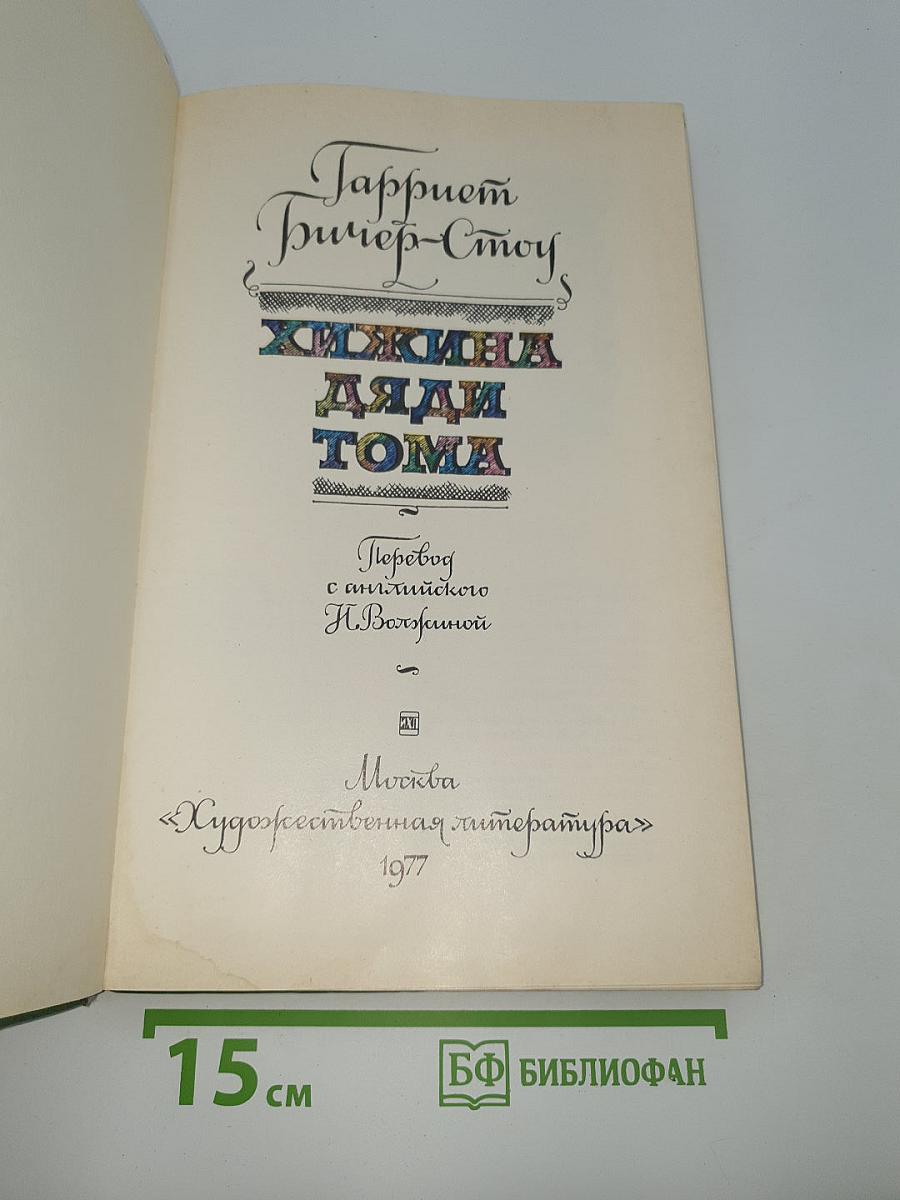 Гарриет
Бичер-Стоу
ХИЖИНА
ДЯДИ
ТОМА
Перевод
с английского
Н. Волжиной
Москва
«Художественная литература»
1977
15 см
БФ БИБЛИОФАН